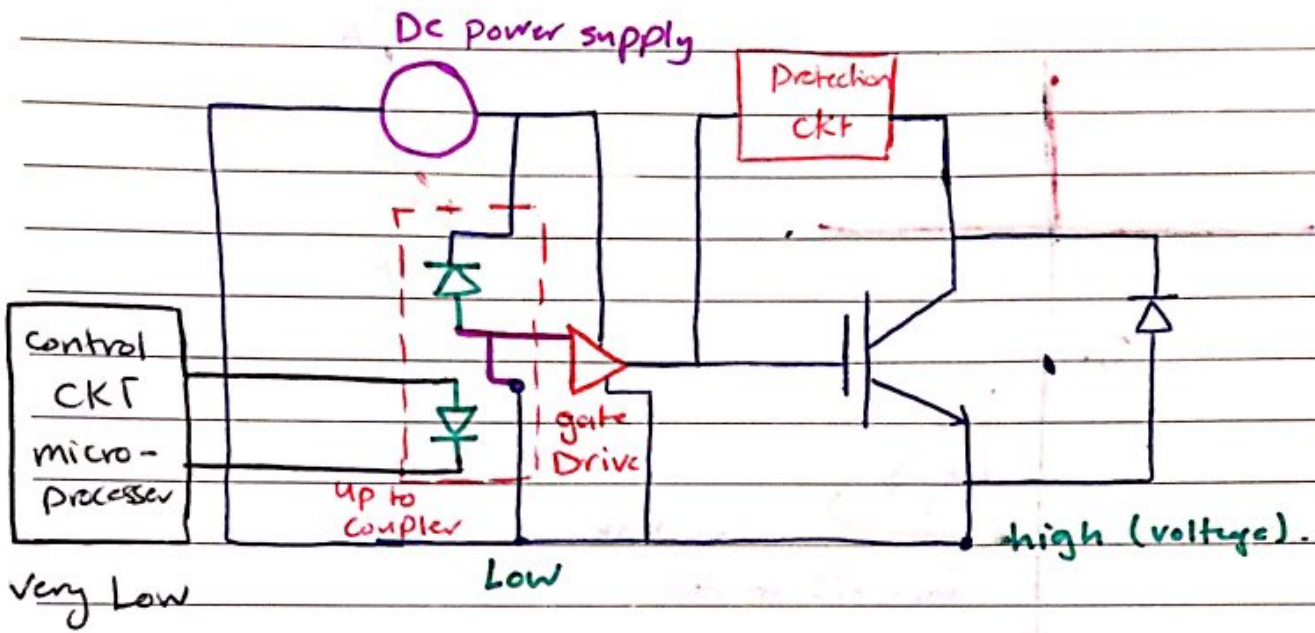 DC power supply
Protection
CKT
control
CKT
micro-
processer
gate
Drive
up to
coupler
high (voltage).
Low
very Low